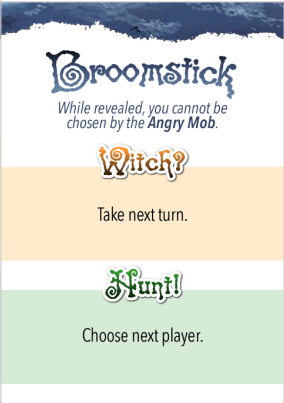 Broomstick
While revealed, you cannot be
chosen by the Angry Mob.
Witch?
Take next turn.
Hunt!
Choose next player.